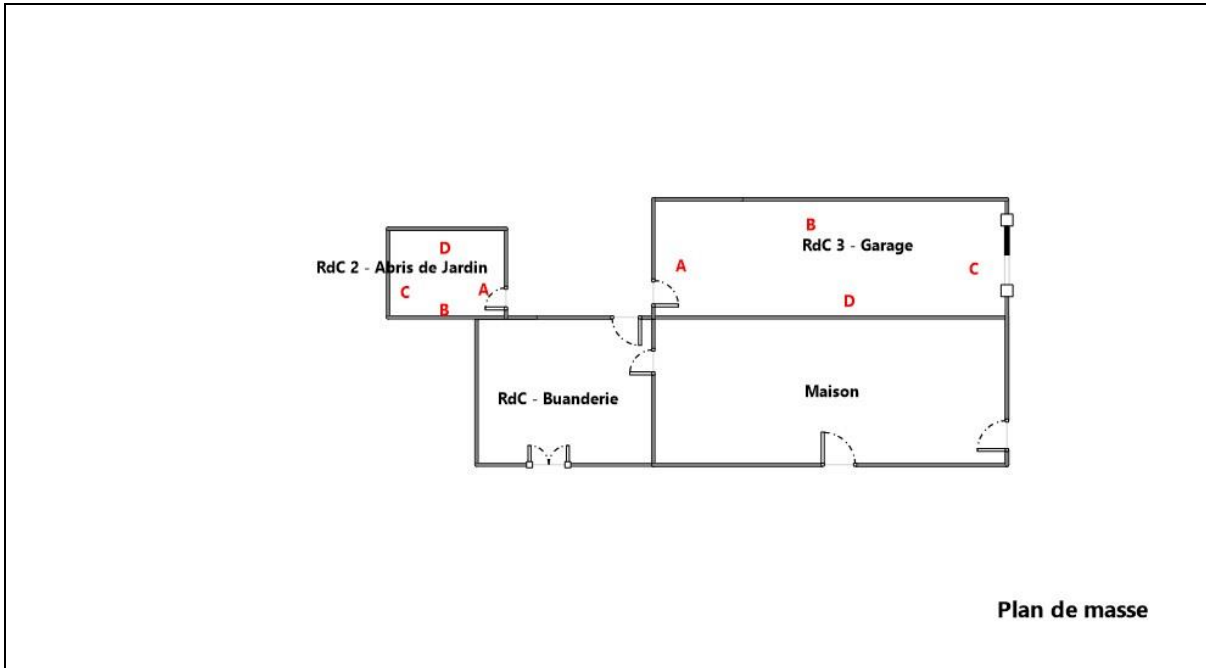 B
RdC 3 - Garage
A
C
D
D
RdC 2 - Abris de Jardin
C
A
B
RdC - Buanderie
Maison
Plan de masse